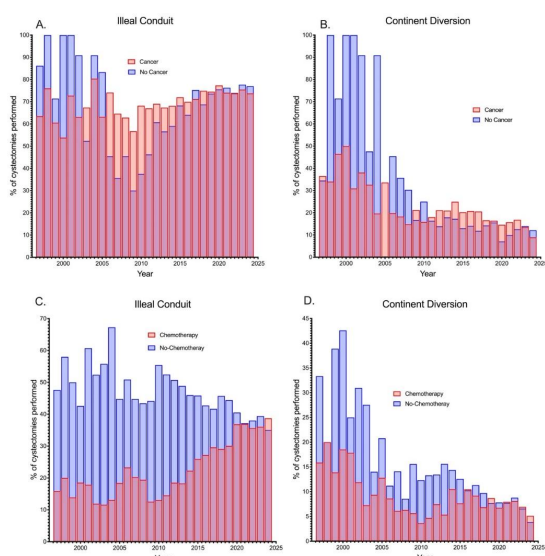 A.
Illeal Conduit
Cancer
No Cancer
% of cystectomies performed
100
90
80
70
60
50
40
30
20
10
0
2000 2005 2010 2015 2020 2025
Year
B.
Continent Diversion
Cancer
No Cancer
% of cystectomies performed
100
90
80
70
60
50
40
30
20
10
0
2000 2005 2010 2015 2020 2025
Year
C.
Illeal Conduit
Chemotherapy
No-Chemotheray
% of cystectomies performed
70
60
50
40
30
20
10
0
2000 2005 2010 2015 2020 2025
D.
Continent Diversion
Chemotherapy
No-Chemotheray
% of cystectomies performed
45
40
35
30
25
20
15
10
5
0
2000 2005 2010 2015 2020 2025